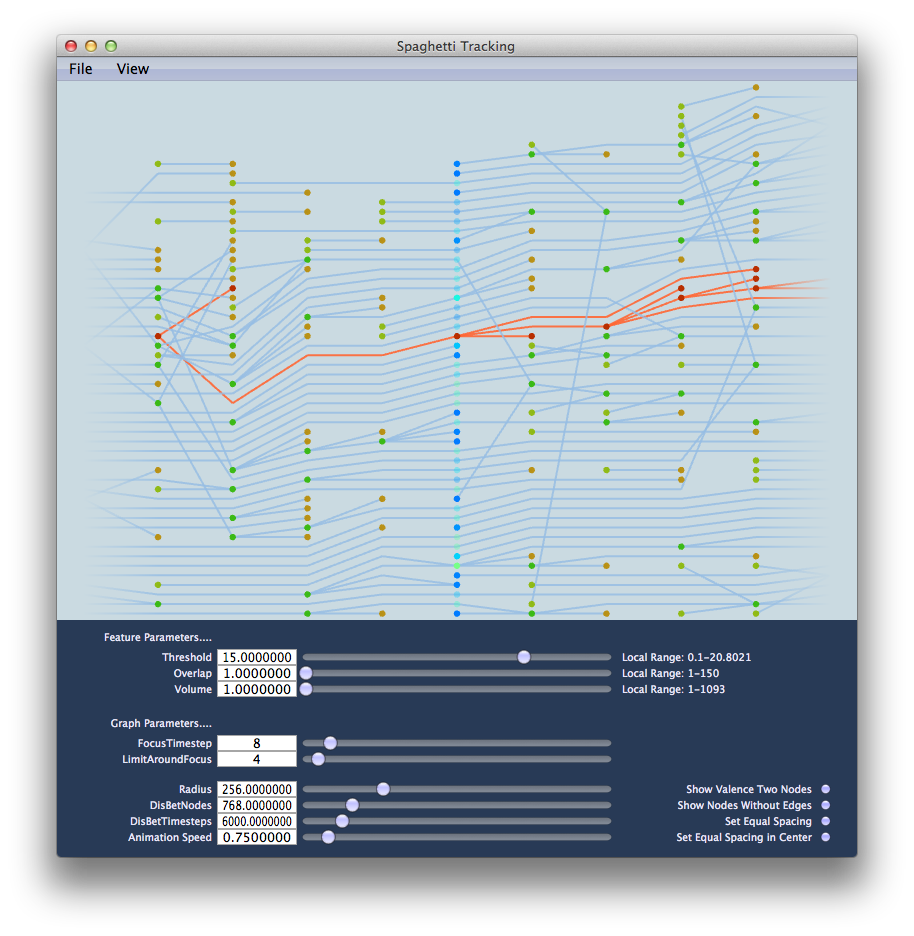 Spaghetti Tracking
File View
Feature Parameters....
Threshold 15.0000000 Local Range: 0.1-20.8021
Overlap 1.0000000 Local Range: 1-150
Volume 1.0000000 Local Range: 1-1093
Graph Parameters....
FocusTimestep 8
LimitAroundFocus 4
Radius 256.0000000 Show Valence Two Nodes
DisBetNodes 768.0000000 Show Nodes Without Edges
DisBetTimesteps 6000.0000000 Set Equal Spacing
Animation Speed 0.7500000 Set Equal Spacing in Center